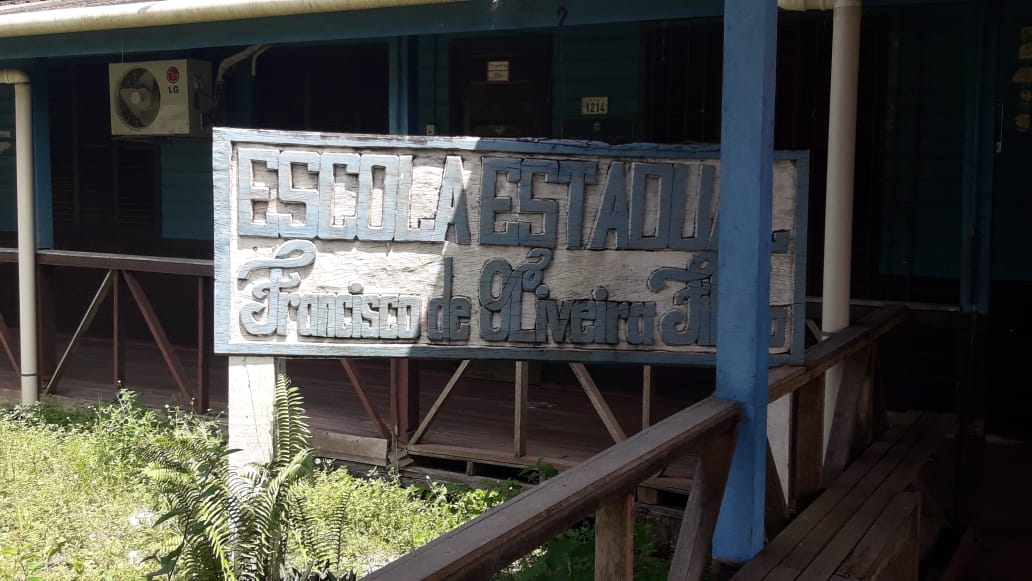 LG
1214
ESCOLA ESTADUAL
Francisco de OLiveira